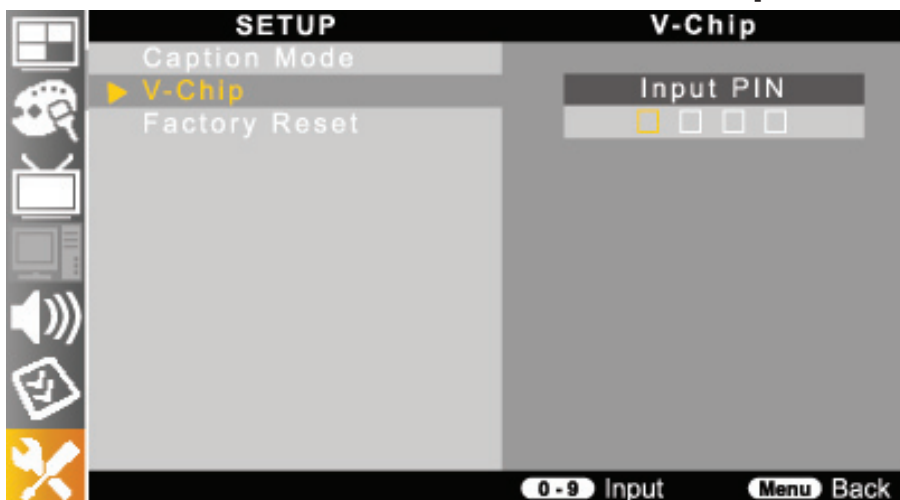 SETUP
V-Chip
Caption Mode
V-Chip
Factory Reset
Input PIN
0-9 Input
Menu Back